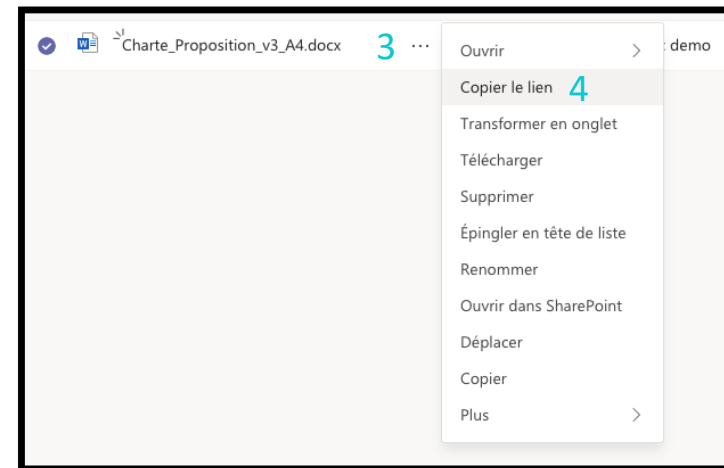 Charte_Proposition_v3_A4.docx 3 ... Ouvrir > demo
Copier le lien 4
Transformer en onglet
Télécharger
Supprimer
Épingler en tête de liste
Renommer
Ouvrir dans SharePoint
Déplacer
Copier
Plus >